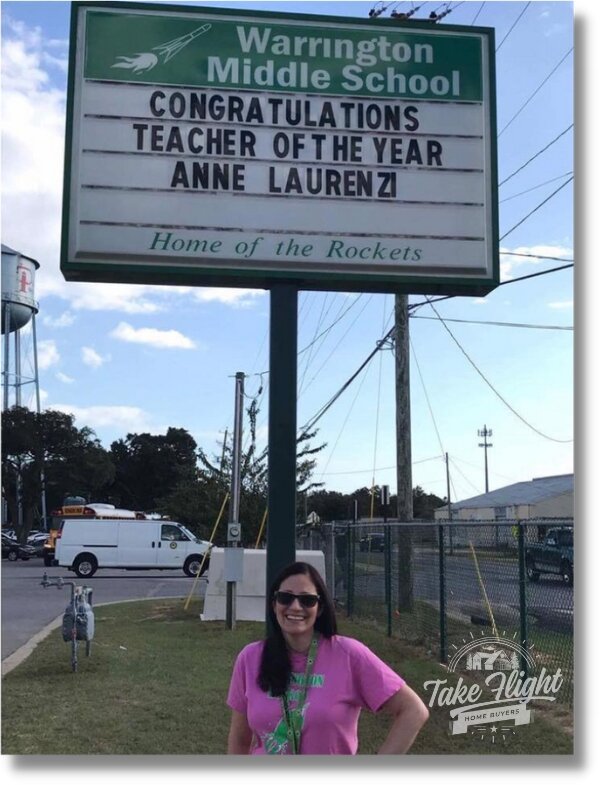 Warrington
Middle School
CONGRATULATIONS
TEACHER OF THE YEAR
ANNE LAURENZI
Home of the Rockets
Take Flight
HOME BUYERS